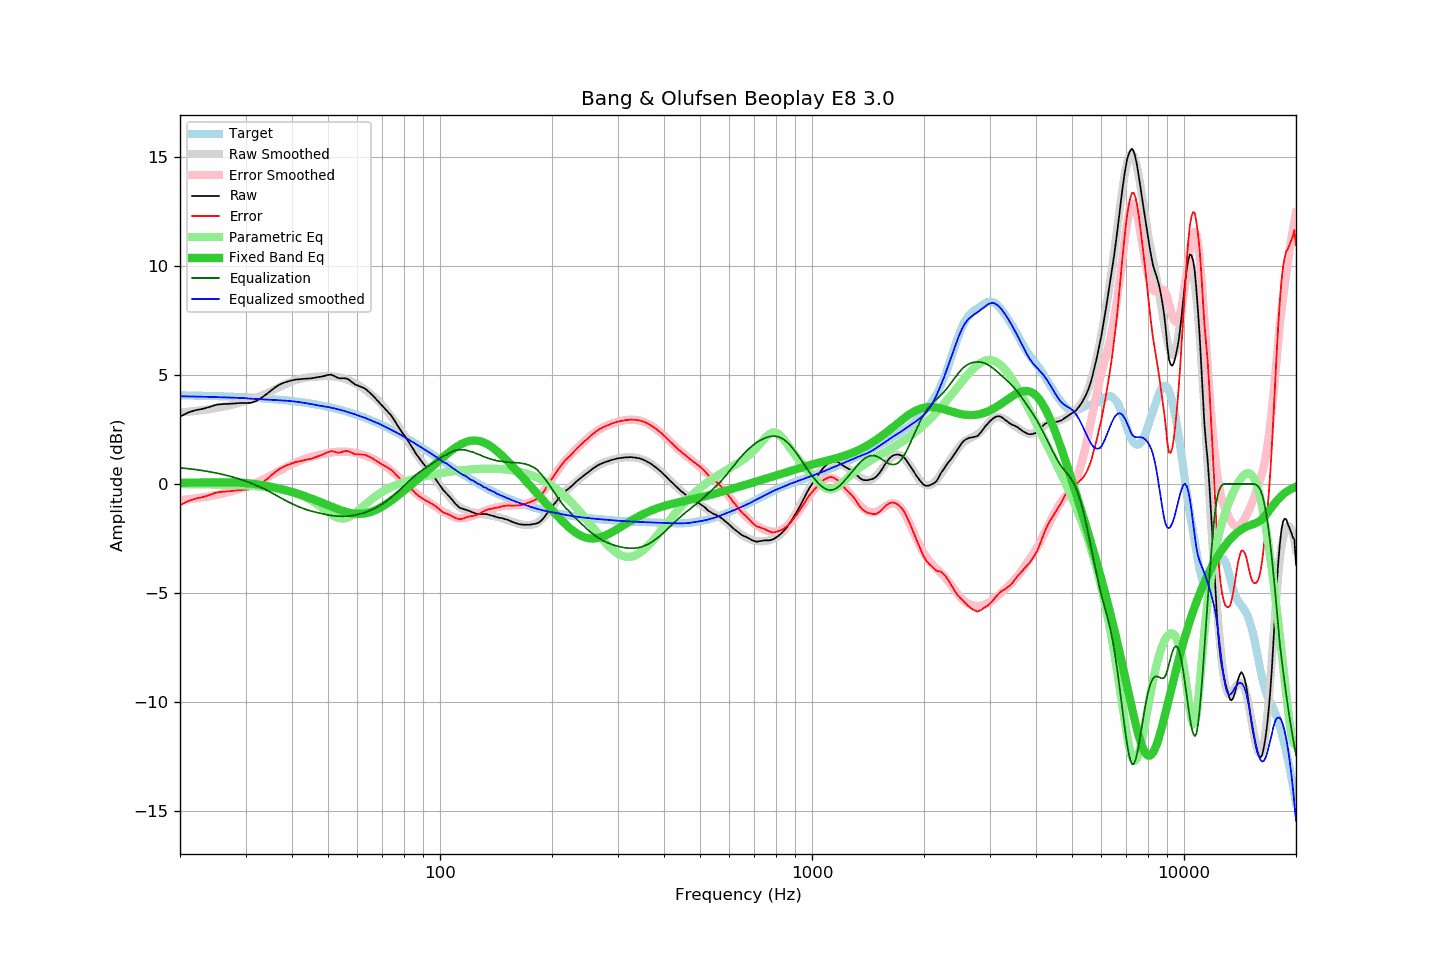 Bang & Olufsen Beoplay E8 3.0
Target
Raw Smoothed
Error Smoothed
Raw
Error
Parametric Eq
Fixed Band Eq
Equalization
Equalized smoothed
15
10
5
0
−5
−10
−15
Amplitude (dBr)
100
1000
10000
Frequency (Hz)